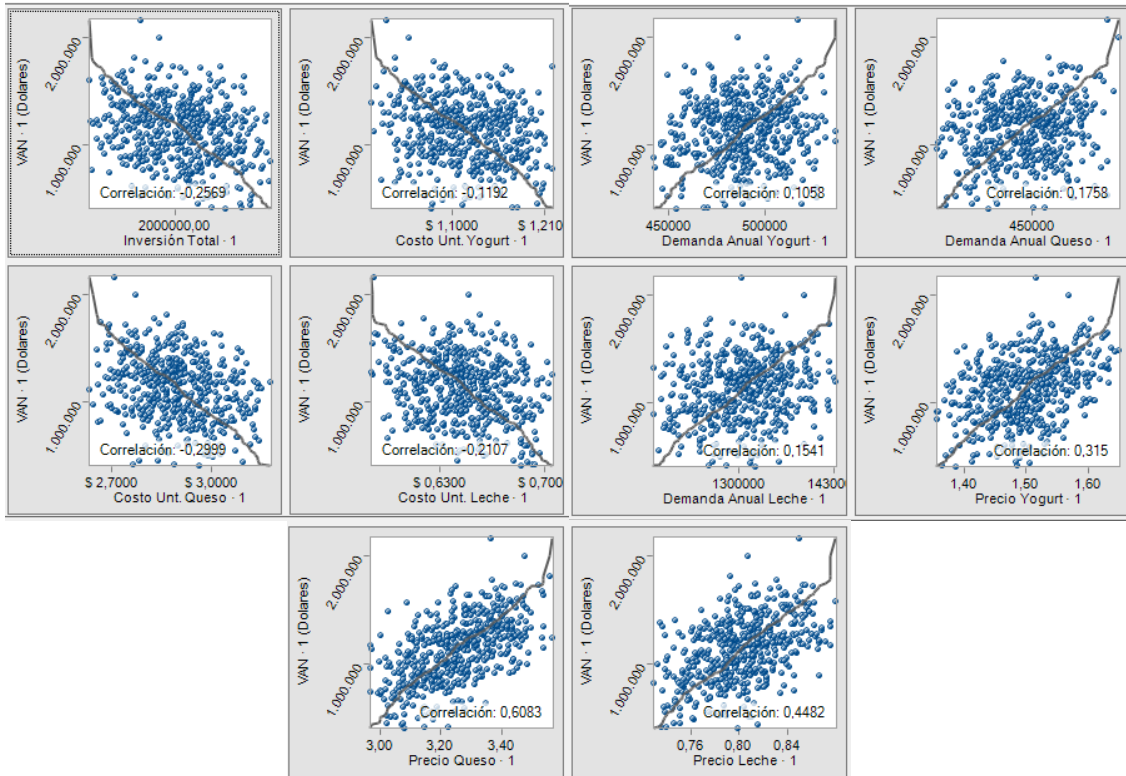 VAN · 1 (Dolares)
2.000.000
1.000.000
Correlación: -0,2569
2000000,00
Inversión Total · 1
VAN · 1 (Dolares)
2.000.000
1.000.000
Correlación: -0,1192
$ 1,1000 $ 1,210
Costo Unt. Yogurt · 1
VAN · 1 (Dolares)
2.000.000
1.000.000
Correlación: 0,1058
450000 500000
Demanda Anual Yogurt · 1
VAN · 1 (Dolares)
2.000.000
1.000.000
Correlación: 0,1758
450000
Demanda Anual Queso · 1
VAN · 1 (Dolares)
2.000.000
1.000.000
Correlación: -0,2999
$ 2,7000 $ 3,0000
Costo Unt. Queso · 1
VAN · 1 (Dolares)
2.000.000
1.000.000
Correlación: -0,2107
$ 0,6300 $ 0,700
Costo Unt. Leche · 1
VAN · 1 (Dolares)
2.000.000
1.000.000
Correlación: 0,1541
1300000 143000
Demanda Anual Leche · 1
VAN · 1 (Dolares)
2.000.000
1.000.000
Correlación: 0,315
1,40 1,50 1,60
Precio Yogurt · 1
VAN · 1 (Dolares)
2.000.000
1.000.000
Correlación: 0,6083
3,00 3,20 3,40
Precio Queso · 1
VAN · 1 (Dolares)
2.000.000
1.000.000
Correlación: 0,4482
0,76 0,80 0,84
Precio Leche · 1